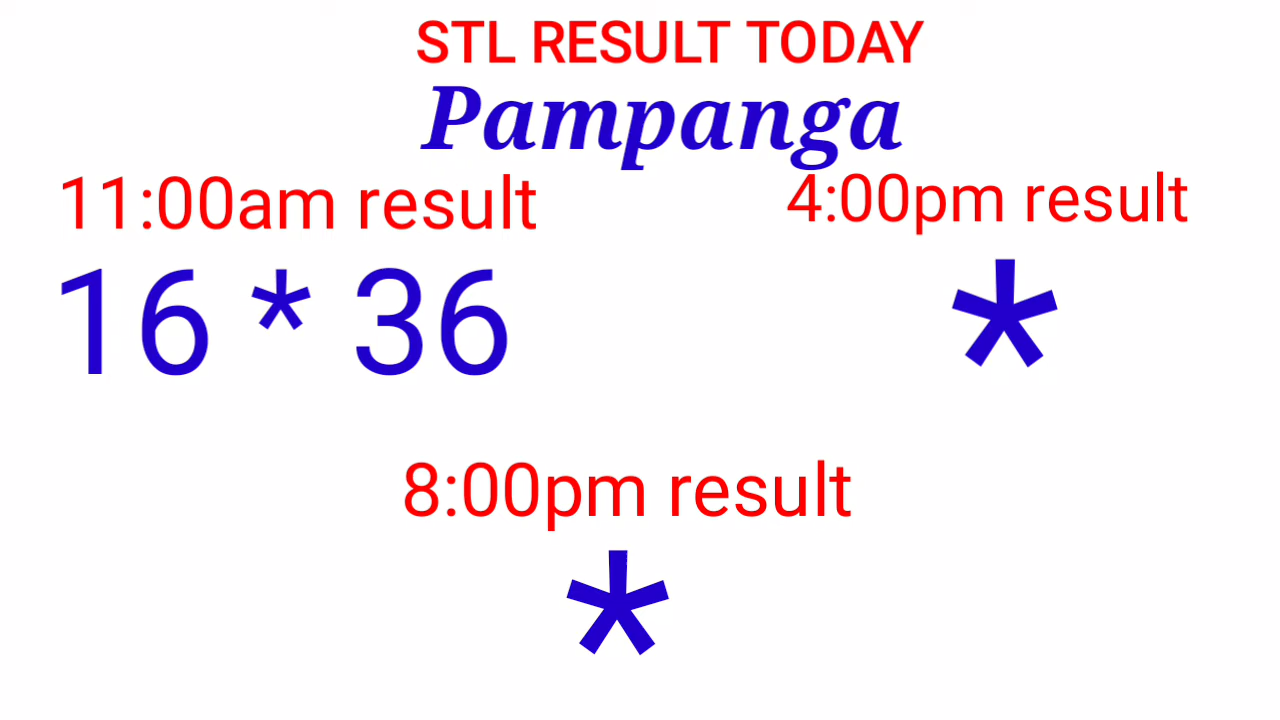 STL RESULT TODAY
Pampanga
11:00am result
16 * 36
4:00pm result
*
8:00pm result
*